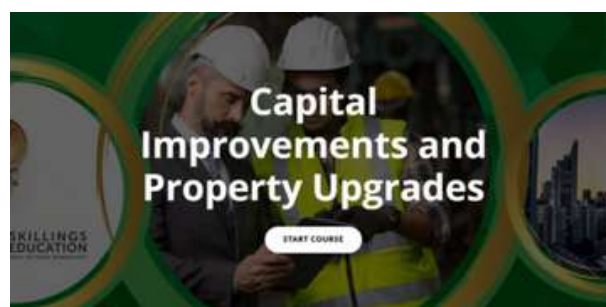 Capital
Improvements and
Property Upgrades
START COURSE
SKILLINGS
EDUCATION